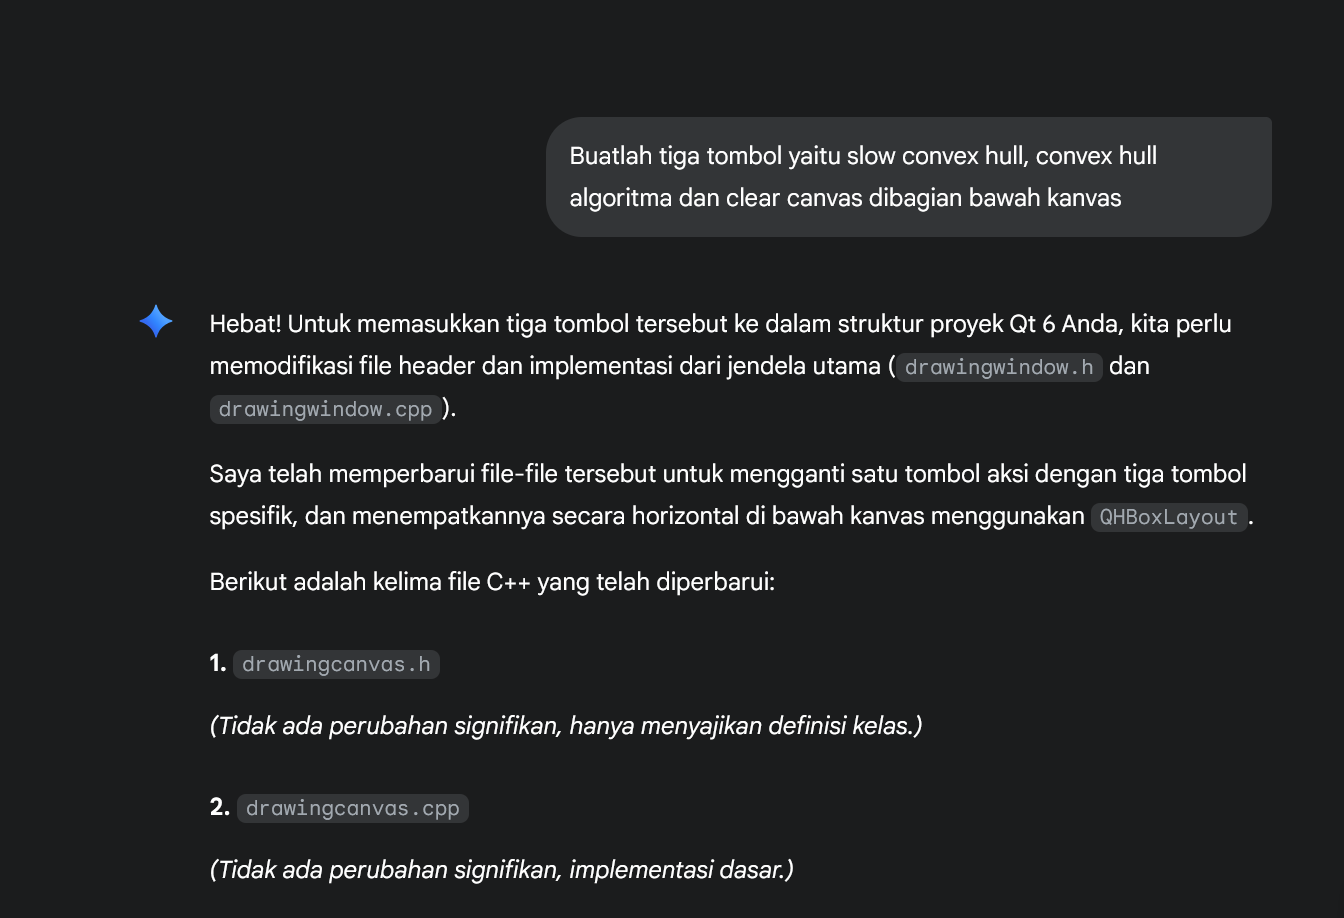 Buatlah tiga tombol yaitu slow convex hull, convex hull
algoritma dan clear canvas dibagian bawah kanvas
Hebat! Untuk memasukkan tiga tombol tersebut ke dalam struktur proyek Qt 6 Anda, kita perlu
memodifikasi file header dan implementasi dari jendela utama (drawingwindow.h dan
drawingwindow.cpp).
Saya telah memperbarui file-file tersebut untuk mengganti satu tombol aksi dengan tiga tombol
spesifik, dan menempatkannya secara horizontal di bawah kanvas menggunakan QHBoxLayout.
Berikut adalah kelima file C++ yang telah diperbarui:
1. drawingcanvas.h
(Tidak ada perubahan signifikan, hanya menyajikan definisi kelas.)
2. drawingcanvas.cpp
(Tidak ada perubahan signifikan, implementasi dasar.)